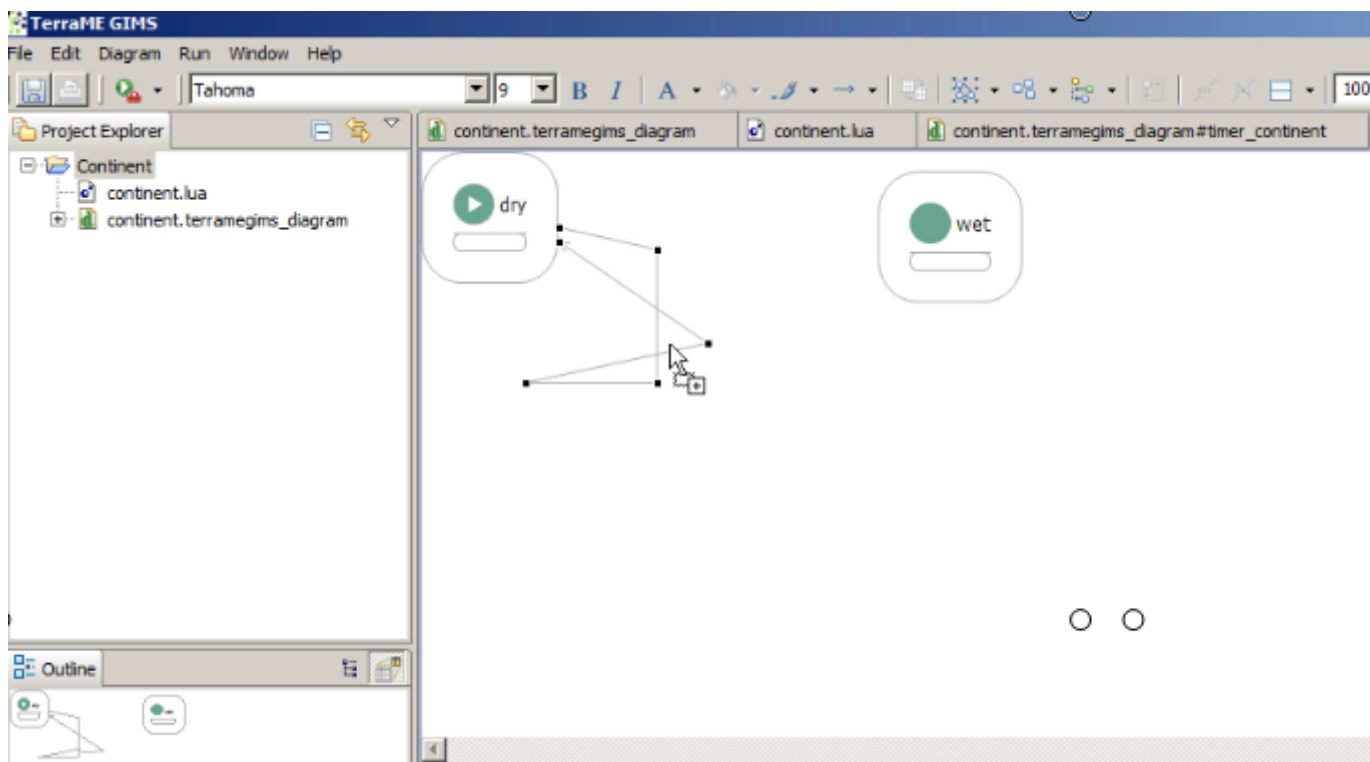 TerraME GIMS
File Edit Diagram Run Window Help
Tahoma 9 B I A 100
Project Explorer
continent.terramegims_diagram
continent.lua
continent.terramegims_diagram#timer_continent
Continent
continent.lua
continent.terramegims_diagram
dry
wet
Outline